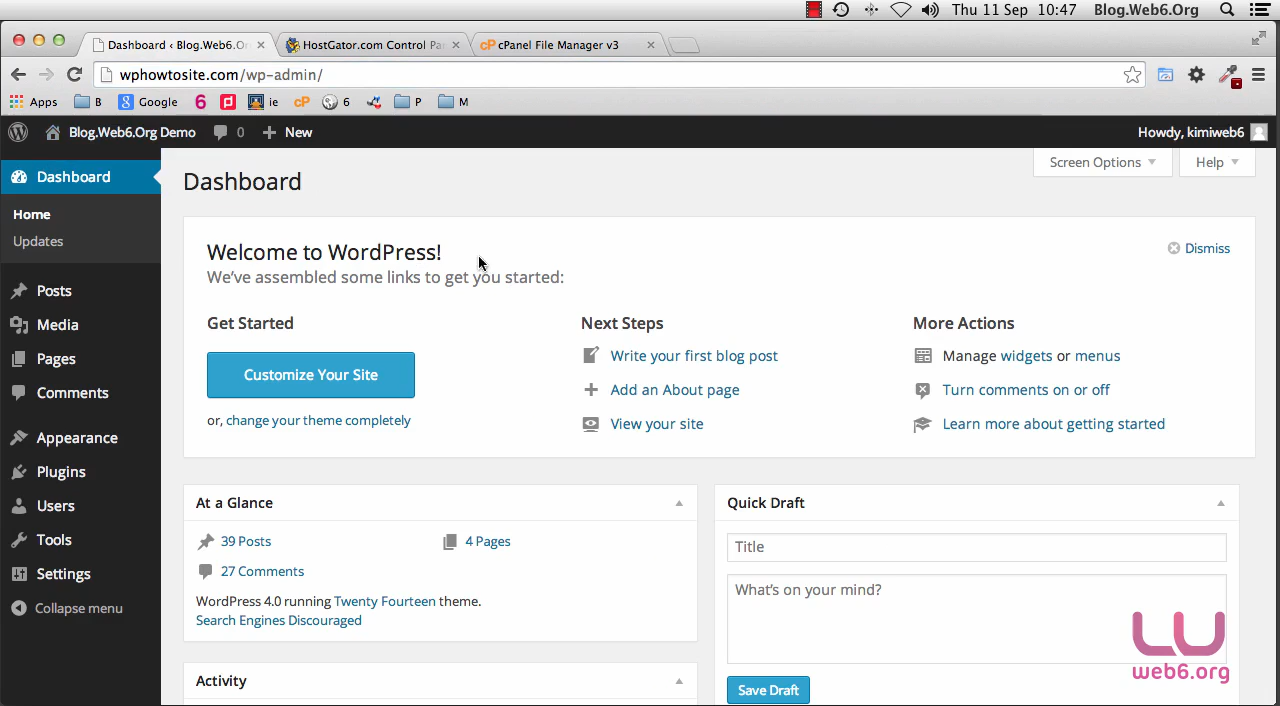 Thu 11 Sep 10:47 Blog.Web6.Org
Dashboard ‹ Blog.Web6.O
HostGator.com Control Pa
cP cPanel File Manager v3
wphowtosite.com/wp-admin/
Apps B 8 Google 6 ie cP 6 P M
Blog.Web6.Org Demo 0 + New Howdy, kimiweb6
Dashboard
Home
Updates
Posts
Media
Pages
Comments
Appearance
Plugins
Users
Tools
Settings
Collapse menu
Screen Options Help
Dashboard
Welcome to WordPress! Dismiss
We've assembled some links to get you started:
Get Started
Customize Your Site
or, change your theme completely
Next Steps
Write your first blog post
Add an About page
View your site
More Actions
Manage widgets or menus
Turn comments on or off
Learn more about getting started
At a Glance
39 Posts 4 Pages
27 Comments
WordPress 4.0 running Twenty Fourteen theme.
Search Engines Discouraged
Activity
Quick Draft
Title
What's on your mind?
Save Draft
web6.org